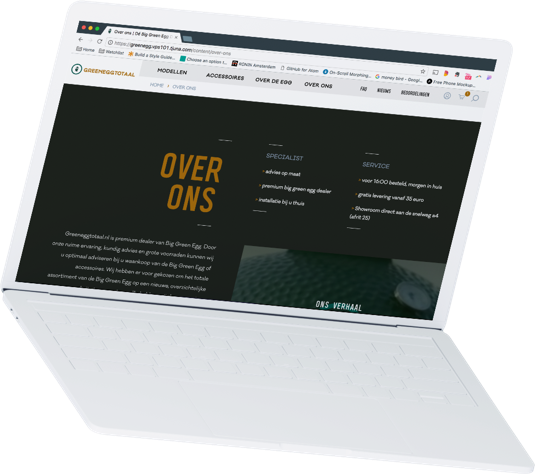 Over ons | Dé Big Green Egg
https://greenegg.vps101.tjuna.com/content/over-ons
Home
Watchlist
Build a Style Guide...
Choose an option t...
RONIN Amsterdam
GitHub for Atom
On-Scroll Morphing...
money bird - Googl...
Free Phone Mockup...
GREENEGGTOTAAL
MODELLEN
ACCESSOIRES
OVER DE EGG
OVER ONS
FAQ
NIEUWS
BEOORDELINGEN
HOME > OVER ONS
OVER
ONS
SPECIALIST
• advies op maat
• premium big green egg dealer
• installatie bij u thuis
SERVICE
• voor 16:00 besteld, morgen in huis
• gratis levering vanaf 35 euro
• Showroom direct aan de snelweg a4
(afrit 25)
Greeneggtotaal.nl is premium dealer van Big Green Egg. Door
onze ruime ervaring, kundig advies en grote voorraden kunnen wij
u optimaal adviseren bij u waankoop van de Big Green Egg of
accessoires. Wij hebben er voor gekozen om het totale
assortiment van de Big Green Egg op een nieuwe, overzichtelijke
ONS VERHAAL